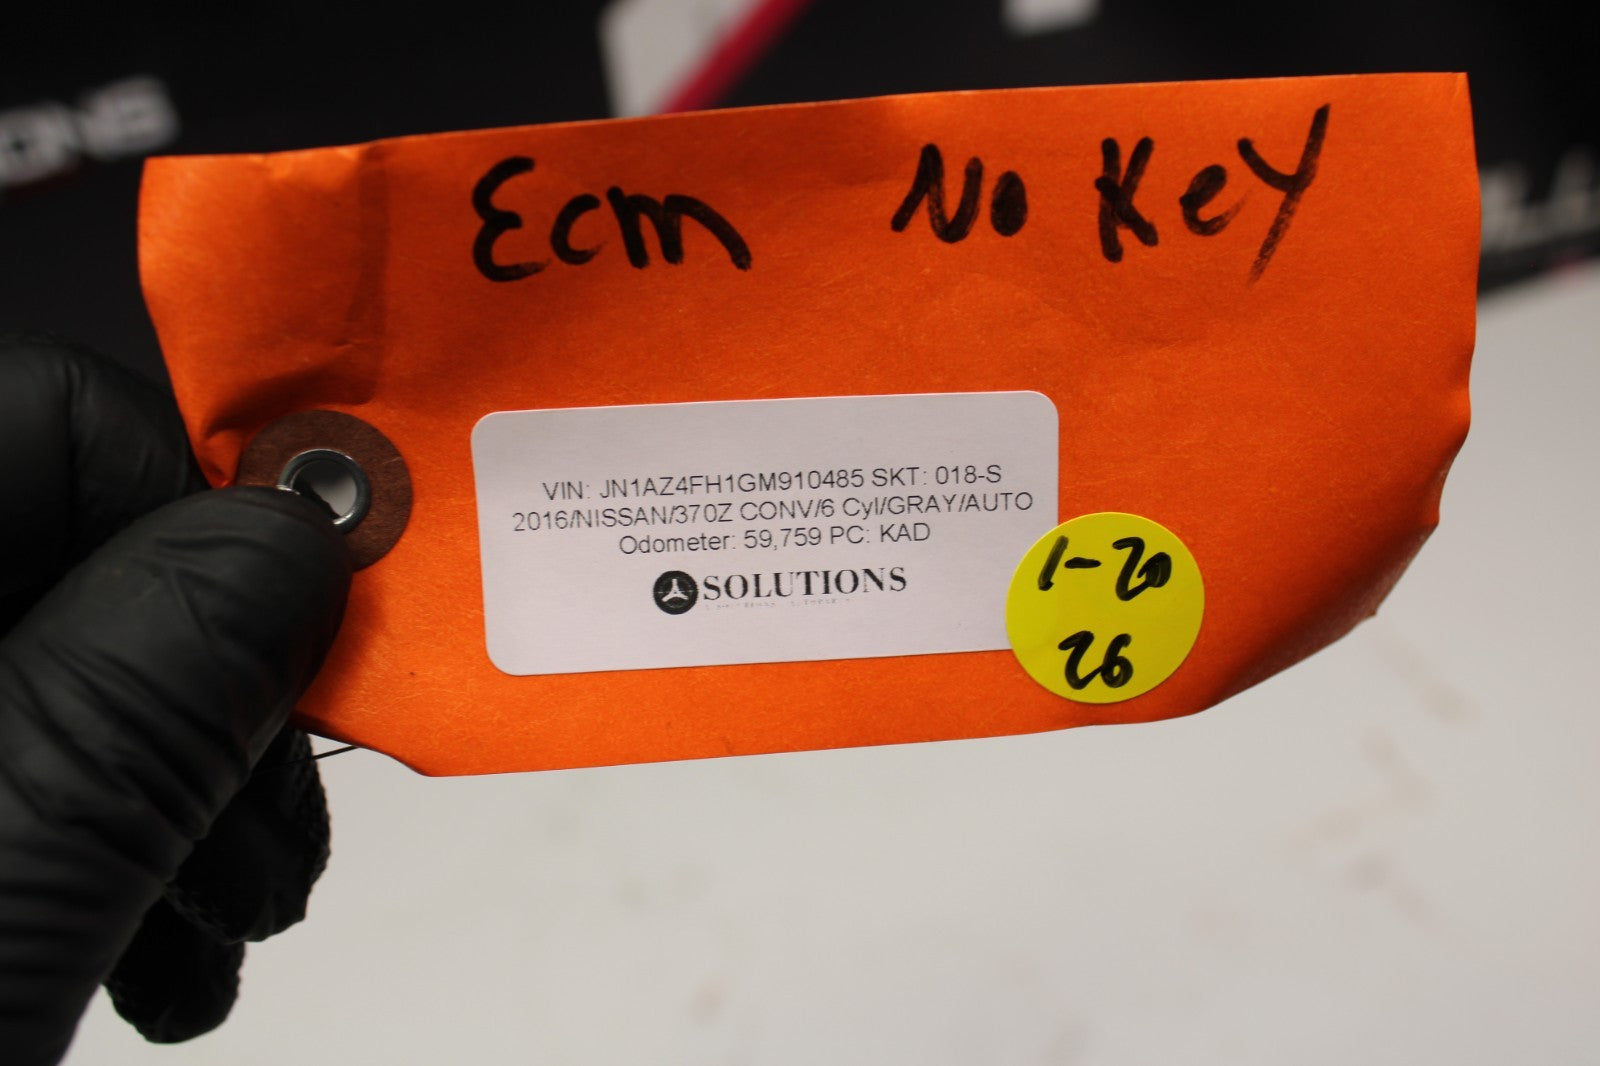 Ecm No Key
VIN: JN1AZ4FH1GM910485 SKT: 018-S
2016/NISSAN/370Z CONV/6 Cyl/GRAY/AUTO
Odometer: 59,759 PC: KAD
SOLUTIONS
1-20
26